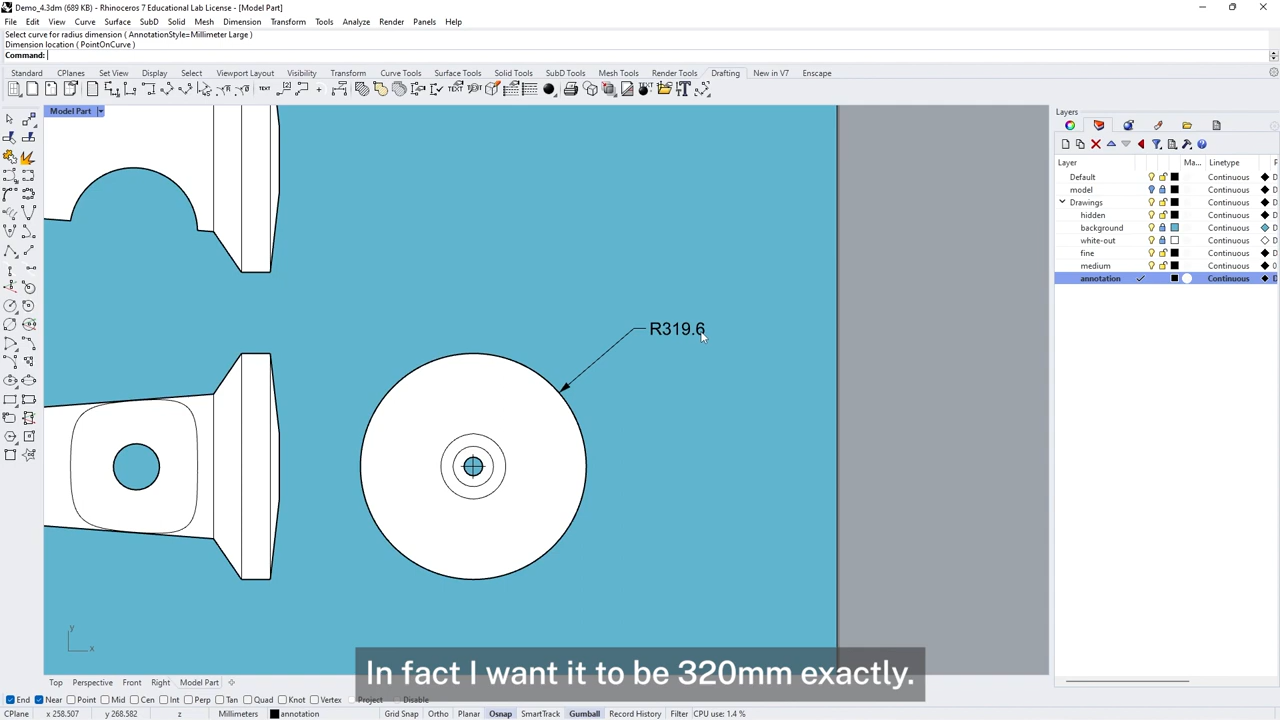 Demo_4.3dm (689 KB) - Rhinoceros 7 Educational Lab License - [Model Part]
File Edit View Curve Surface SubD Solid Mesh Dimension Transform Tools Analyze Render Panels Help
Select curve for radius dimension ( AnnotationStyle=Millimeter Large )
Dimension location ( PointOnCurve )
Command:
Standard CPlanes Set View Display Select Viewport Layout Visibility Transform Curve Tools Surface Tools Solid Tools SubD Tools Mesh Tools Render Tools Drafting New in V7 Enscape
Model Part
Layers
Layer Ma... Linetype P
Default Continuous D
model Continuous D
Drawings Continuous D
hidden Continuous D
background Continuous D
white-out Continuous D
fine Continuous D
medium Continuous 0
annotation Continuous D
R319.6
y
x
In fact I want it to be 320mm exactly.
Top Perspective Front Right Model Part
End Near Point Mid Cen Int Perp Tan Quad Knot Vertex Project Disable
CPlane x 258.507 y 268.582 z Millimeters annotation Grid Snap Ortho Planar Osnap SmartTrack Gumball Record History Filter CPU use: 1.4 %